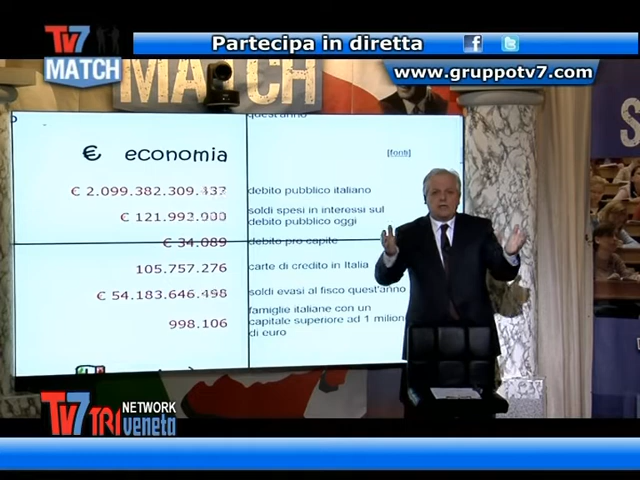 Partecipa in diretta
Tv7
MATCH
www.gruppotv7.com
MATCH
quest'anno
€ economia
[fonti]
€ 2.099.382.309.437 debito pubblico italiano
€ 121.992.900 soldi spesi in interessi sul
debito pubblico oggi
€ 34.089 debito pro capite
105.757.276 carte di credito in Italia
€ 54.183.646.498 soldi evasi al fisco quest'anno
998.106 famiglie italiane con un
capitale superiore ad 1 milione
di euro
Tv7 TRIveneta
NETWORK